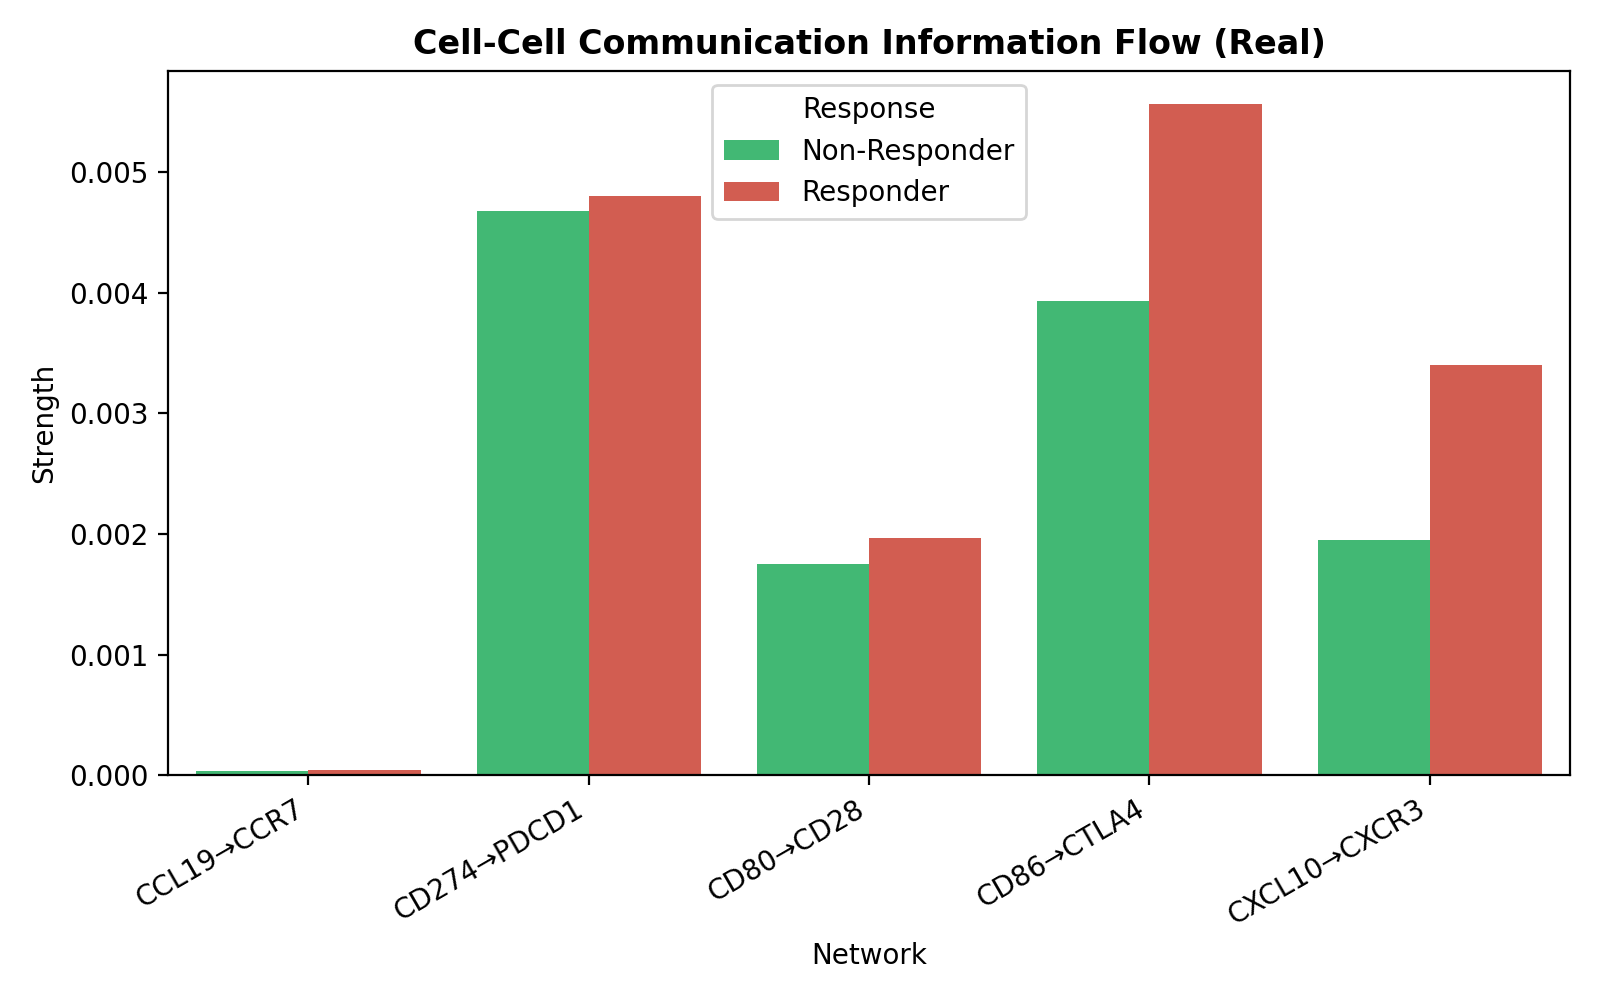 Cell-Cell Communication Information Flow (Real)
Response
Non-Responder
Responder
Strength
0.005
0.004
0.003
0.002
0.001
0.000
CCL19→CCR7
CD274→PDCD1
CD80→CD28
CD86→CTLA4
CXCL10→CXCR3
Network